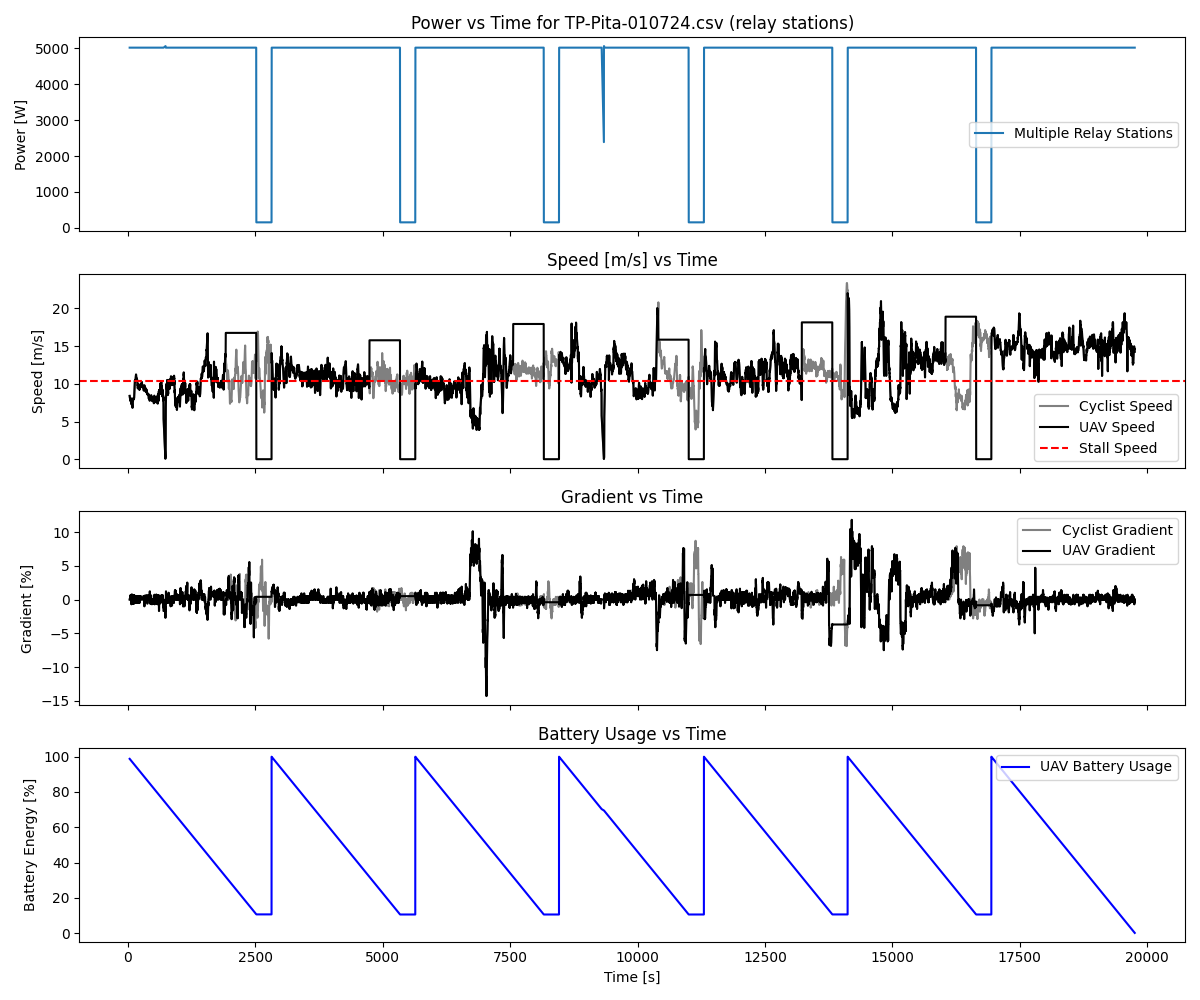 Power vs Time for TP-Pita-010724.csv (relay stations)
5000
4000
3000
2000
1000
0
Power [W]
Multiple Relay Stations
Speed [m/s] vs Time
20
15
10
5
0
Speed [m/s]
Cyclist Speed
UAV Speed
Stall Speed
Gradient vs Time
10
5
0
−5
−10
−15
Gradient [%]
Cyclist Gradient
UAV Gradient
Battery Usage vs Time
100
80
60
40
20
0
Battery Energy [%]
UAV Battery Usage
0 2500 5000 7500 10000 12500 15000 17500 20000
Time [s]